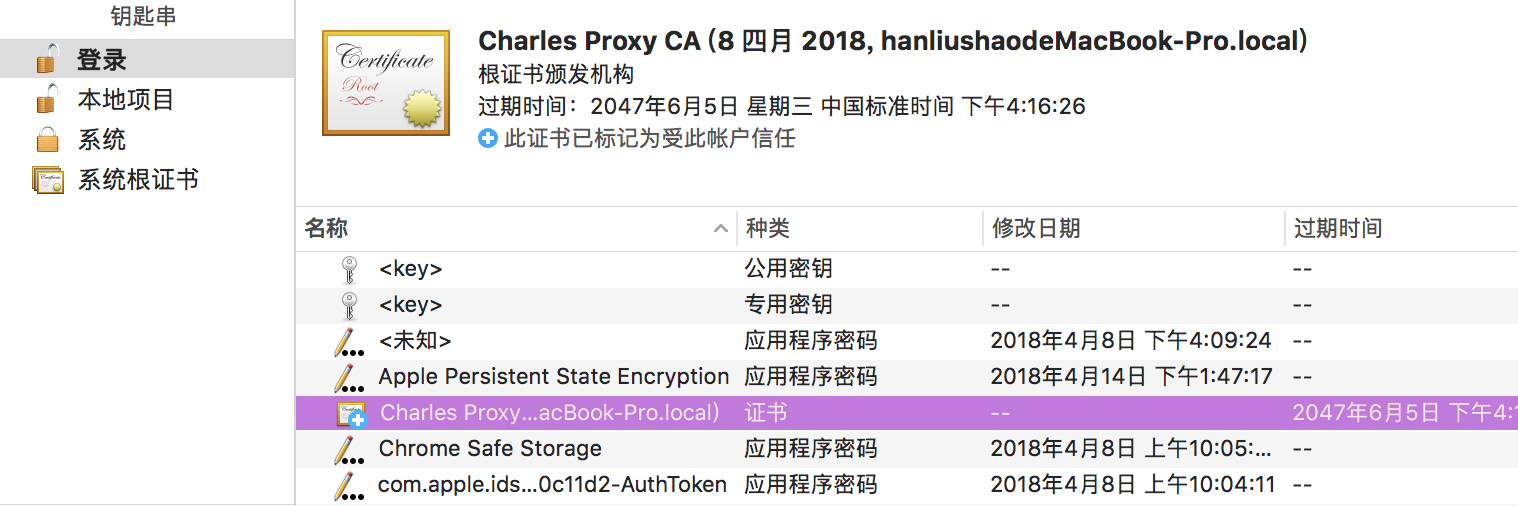 钥匙串
登录
本地项目
系统
系统根证书
Certificate
Root
Charles Proxy CA (8 四月 2018, hanliushaodeMacBook-Pro.local)
根证书颁发机构
过期时间：2047年6月5日 星期三 中国标准时间 下午4:16:26
此证书已标记为受此帐户信任
名称 种类 修改日期 过期时间
<key> 公用密钥 -- --
<key> 专用密钥 -- --
<未知> 应用程序密码 2018年4月8日 下午4:09:24 --
Apple Persistent State Encryption 应用程序密码 2018年4月14日 下午1:47:17 --
Charles Proxy...acBook-Pro.local) 证书 -- 2047年6月5日 下午4:1
Chrome Safe Storage 应用程序密码 2018年4月8日 上午10:05:... --
com.apple.ids...0c11d2-AuthToken 应用程序密码 2018年4月8日 上午10:04:11 --